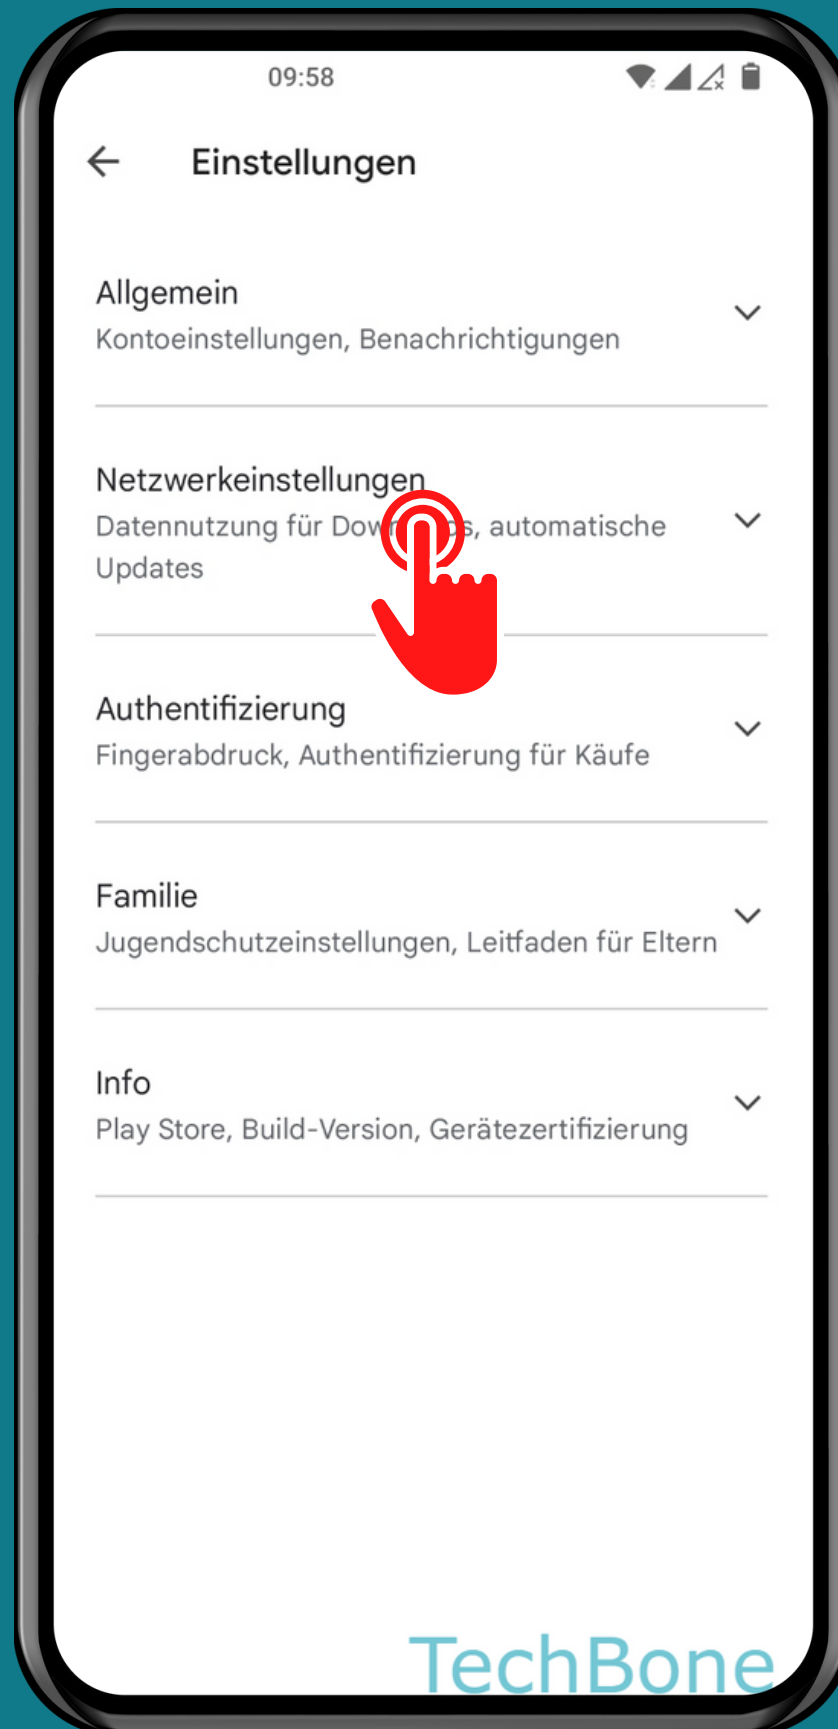 09:58
Einstellungen
Allgemein
Kontoeinstellungen, Benachrichtigungen
Netzwerkeinstellungen
Datennutzung für Downloads, automatische
Updates
Authentifizierung
Fingerabdruck, Authentifizierung für Käufe
Familie
Jugendschutzeinstellungen, Leitfaden für Eltern
Info
Play Store, Build-Version, Gerätezertifizierung
TechBone